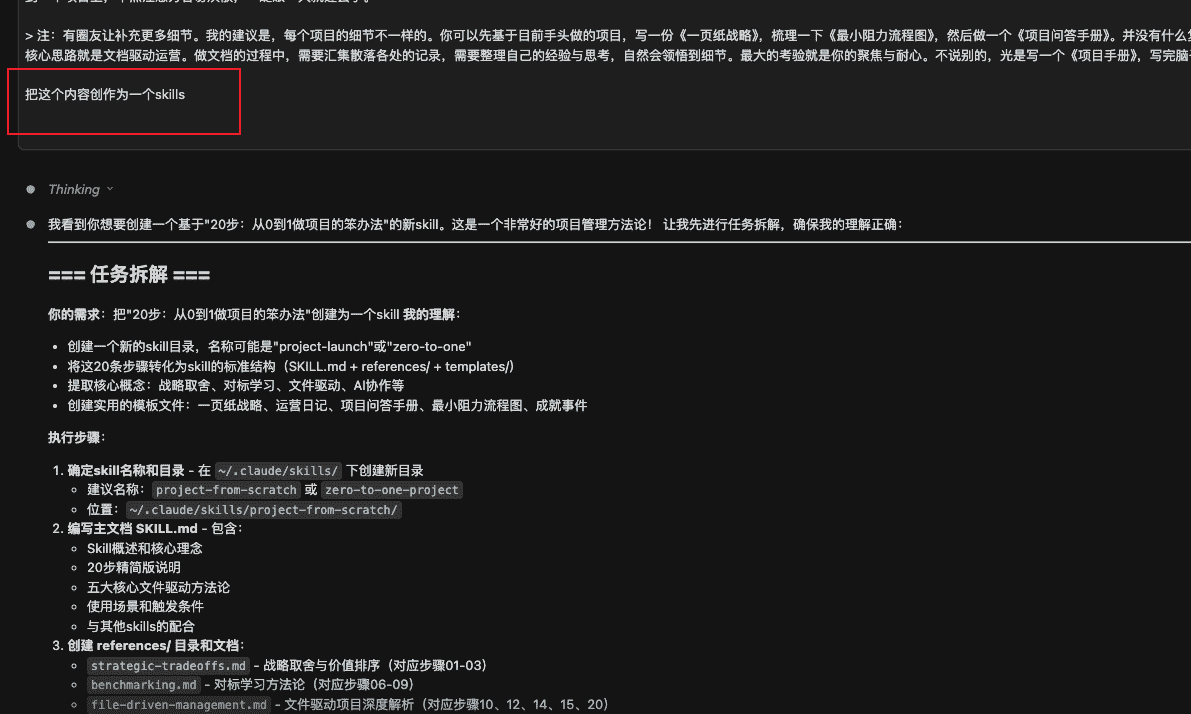 > 注：有圈友让补充更多细节。我的建议是，每个项目的细节不一样的。你可以先基于目前手头做的项目，写一份《一页纸战略》，梳理一下《最小阻力流程图》，然后做一个《项目问答手册》。并没有什么
核心思路就是文档驱动运营。做文档的过程中，需要汇集散落各处的记录，需要整理自己的经验与思考，自然会领悟到细节。最大的考验就是你的聚焦与耐心。不说别的，光是写一个《项目手册》，写完脑
把这个内容创作为一个skills
Thinking
我看到你想要创建一个基于"20步：从0到1做项目的笨办法"的新skill。这是一个非常好的项目管理方法论！ 让我先进行任务拆解，确保我的理解正确：
=== 任务拆解 ===
你的需求：把"20步：从0到1做项目的笨办法"创建为一个skill 我的理解：
• 创建一个新的skill目录，名称可能是"project-launch"或"zero-to-one"
• 将这20条步骤转化为skill的标准结构（SKILL.md + references/ + templates/）
• 提取核心概念：战略取舍、对标学习、文件驱动、AI协作等
• 创建实用的模板文件：一页纸战略、运营日记、项目问答手册、最小阻力流程图、成就事件
执行步骤：
1. 确定skill名称和目录 - 在 ~/.claude/skills/ 下创建新目录
◦ 建议名称： project-from-scratch 或 zero-to-one-project
◦ 位置： ~/.claude/skills/project-from-scratch/
2. 编写主文档 SKILL.md - 包含：
◦ Skill概述和核心理念
◦ 20步精简版说明
◦ 五大核心文件驱动方法论
◦ 使用场景和触发条件
◦ 与其他skills的配合
3. 创建 references/ 目录和文档：
◦ strategic-tradeoffs.md - 战略取舍与价值排序（对应步骤01-03）
◦ benchmarking.md - 对标学习方法论（对应步骤06-09）
◦ file-driven-management.md - 文件驱动项目深度解析（对应步骤10、12、14、15、20）